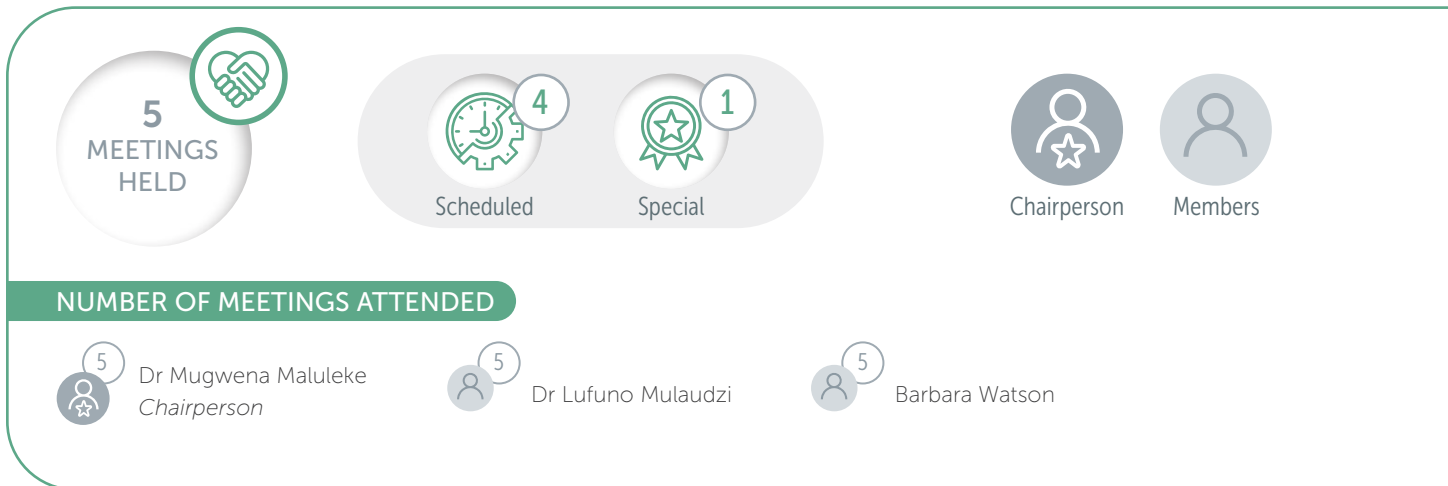 5
MEETINGS
HELD
4
1
Scheduled
Special
Chairperson
Members
NUMBER OF MEETINGS ATTENDED
5
Dr Mugwena Maluleke
Chairperson
5
Dr Lufuno Mulaudzi
5
Barbara Watson